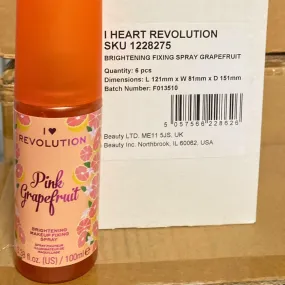 I HEART REVOLUTION
SKU 1228275
BRIGHTENING FIXING SPRAY GRAPEFRUIT
Quantity: 6 pcs
Dimensions: L 121mm x W 81mm x D 151mm
Batch Number: F013510
Beauty LTD. ME11 5JS. UK
Beauty Inc. Northbrook, IL 60062, USA
5 057566 228626
I ♥
REVOLUTION
Pink
Grapefruit
BRIGHTENING
MAKEUP FIXING
SPRAY
fl.oz. (US) / 100ml